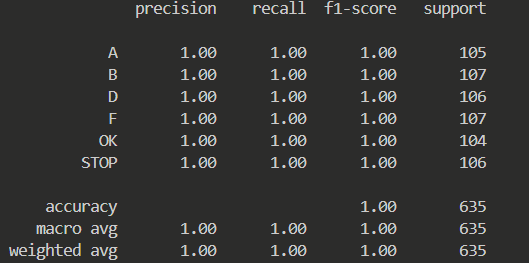 precision recall f1-score support
A 1.00 1.00 1.00 105
B 1.00 1.00 1.00 107
D 1.00 1.00 1.00 106
F 1.00 1.00 1.00 107
OK 1.00 1.00 1.00 104
STOP 1.00 1.00 1.00 106
accuracy 1.00 635
macro avg 1.00 1.00 1.00 635
weighted avg 1.00 1.00 1.00 635